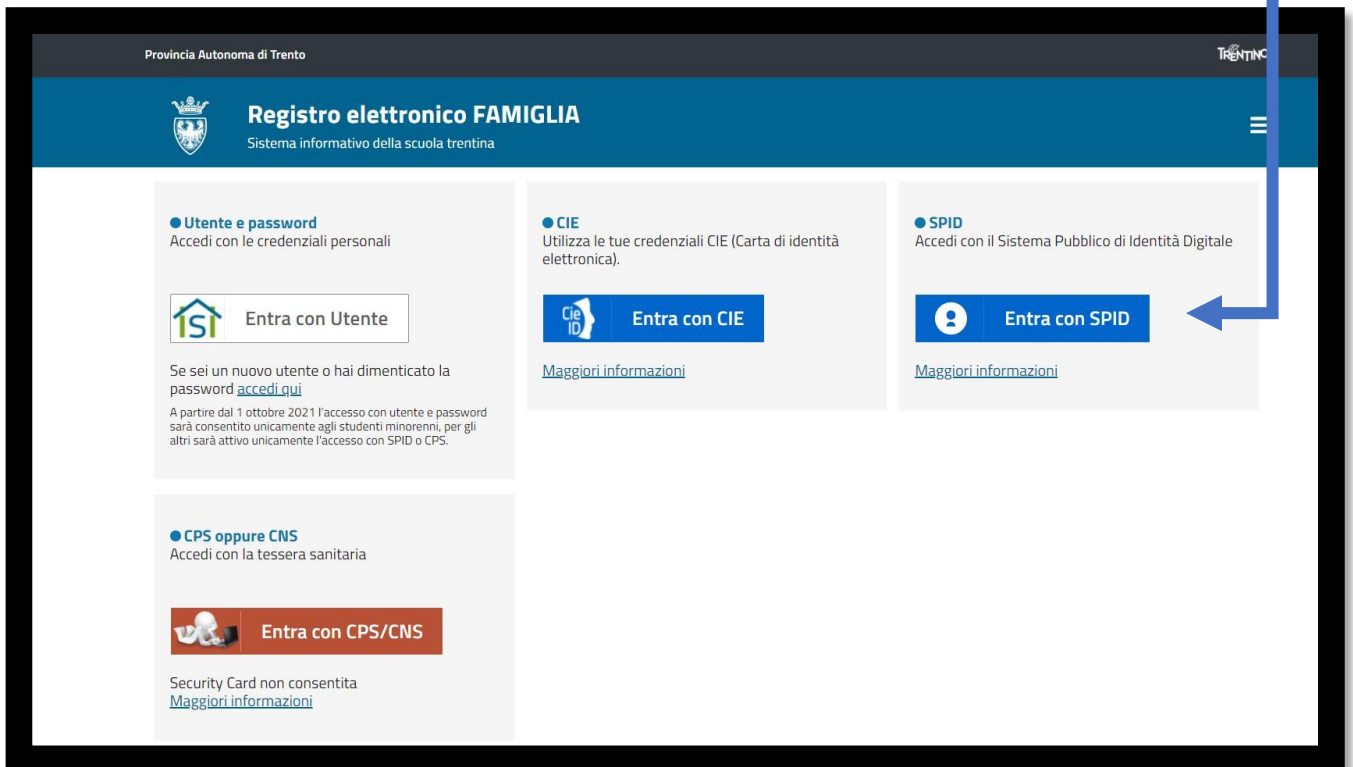 Provincia Autonoma di Trento
TRENTINO
Registro elettronico FAMIGLIA
Sistema informativo della scuola trentina
Utente e password
Accedi con le credenziali personali
iSi
Entra con Utente
Se sei un nuovo utente o hai dimenticato la
password accedi qui
A partire dal 1 ottobre 2021 l'accesso con utente e password
sarà consentito unicamente agli studenti minorenni, per gli
altri sarà attivo unicamente l'accesso con SPID o CPS.
CIE
Utilizza le tue credenziali CIE (Carta di identità
elettronica).
Cie
ID
Entra con CIE
Maggiori informazioni
SPID
Accedi con il Sistema Pubblico di Identità Digitale
Entra con SPID
Maggiori informazioni
CPS oppure CNS
Accedi con la tessera sanitaria
Entra con CPS/CNS
Security Card non consentita
Maggiori informazioni